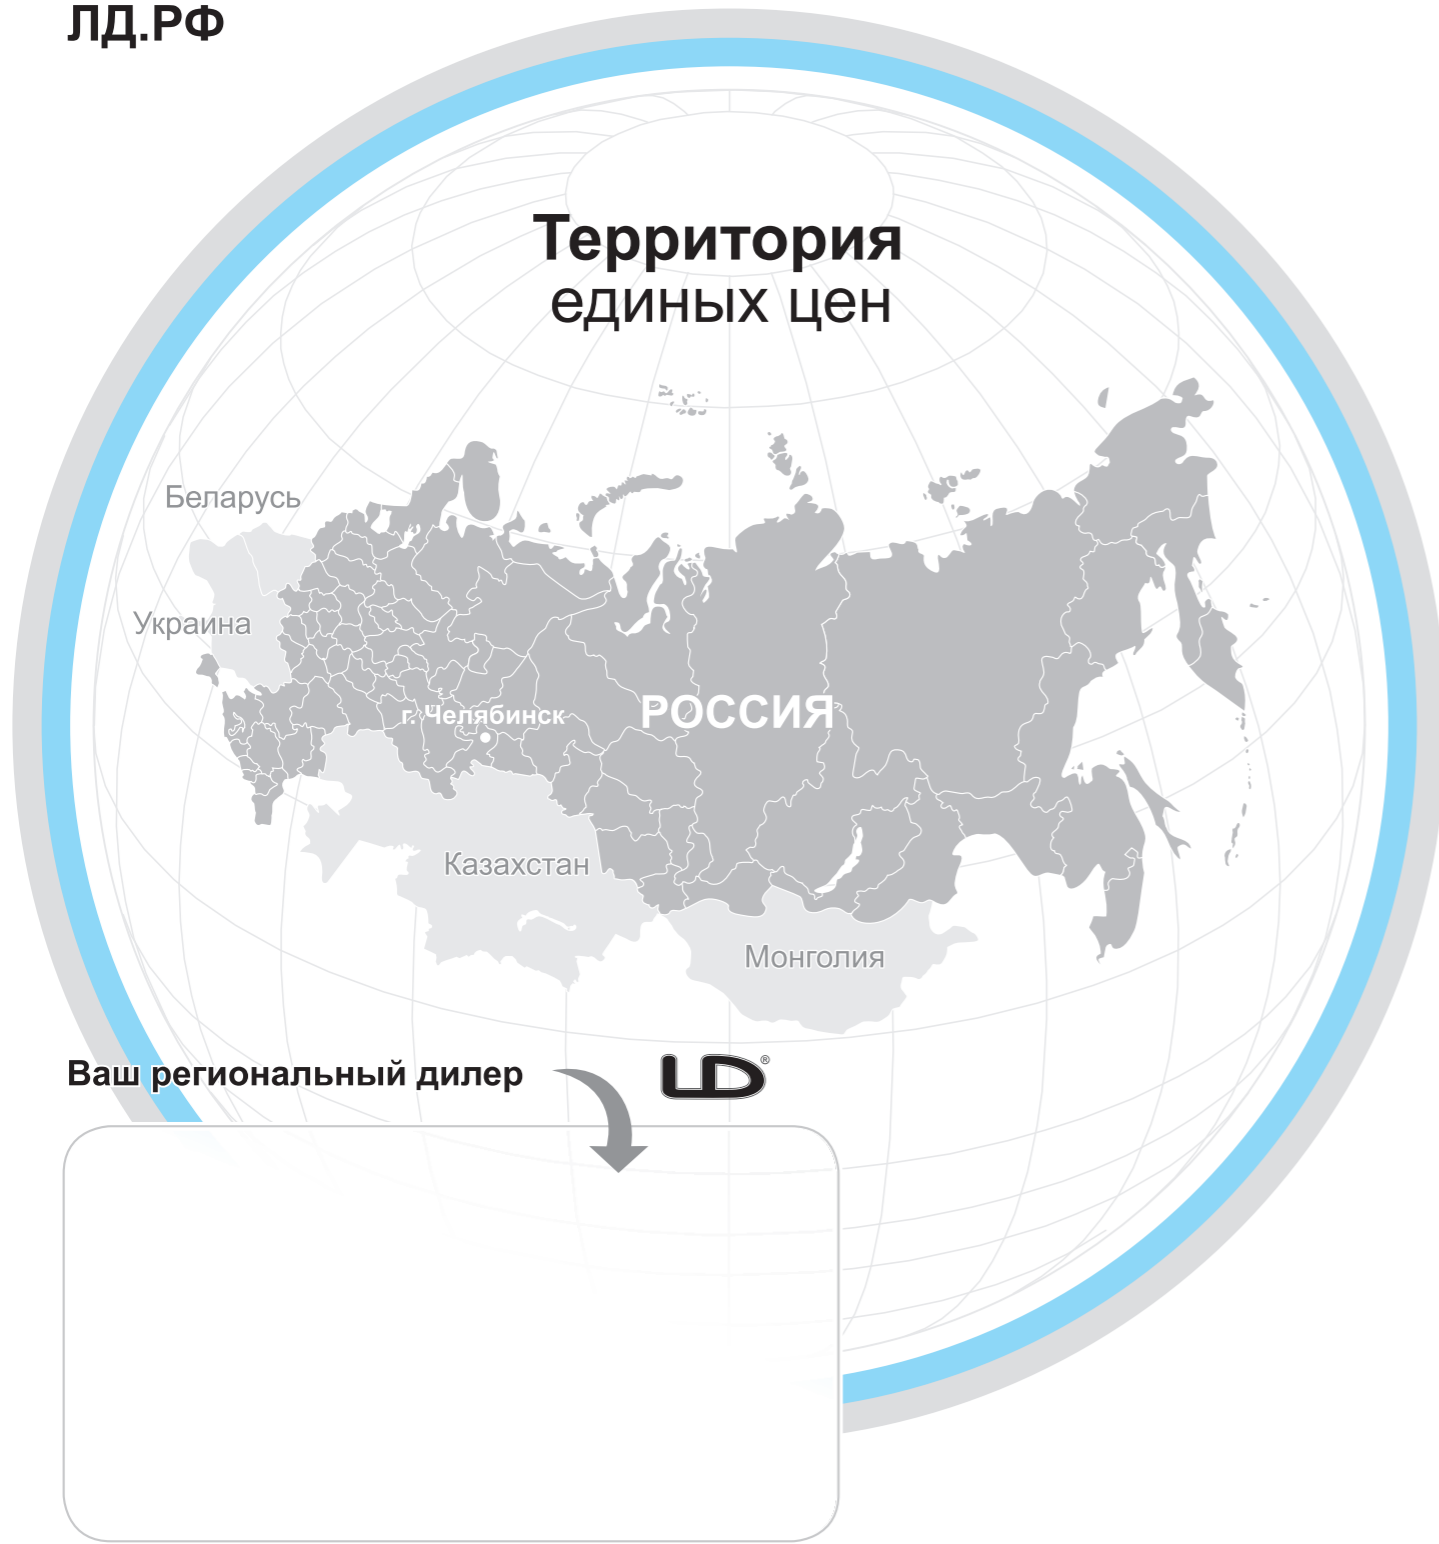 ЛД.РФ
Территория
единых цен
Беларусь
Украина
г. Челябинск
РОССИЯ
Казахстан
Монголия
Ваш региональный дилер
LD®